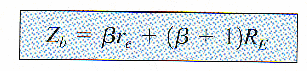 Z_b = βr_e + (β + 1)R_E